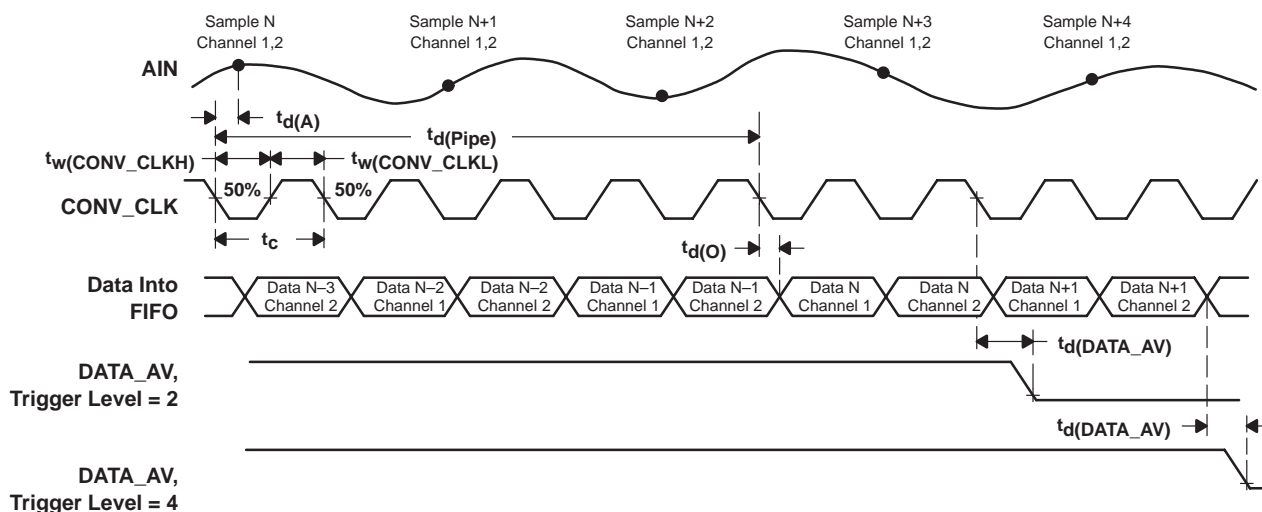 Sample N
Channel 1,2
Sample N+1
Channel 1,2
Sample N+2
Channel 1,2
Sample N+3
Channel 1,2
Sample N+4
Channel 1,2
AIN
td(A)
td(Pipe)
tw(CONV_CLKH)
tw(CONV_CLKL)
50%
50%
CONV_CLK
tc
td(O)
Data Into
FIFO
Data N–3
Channel 2
Data N–2
Channel 1
Data N–2
Channel 2
Data N–1
Channel 1
Data N–1
Channel 2
Data N
Channel 1
Data N
Channel 2
Data N+1
Channel 1
Data N+1
Channel 2
td(DATA_AV)
DATA_AV,
Trigger Level = 2
td(DATA_AV)
DATA_AV,
Trigger Level = 4